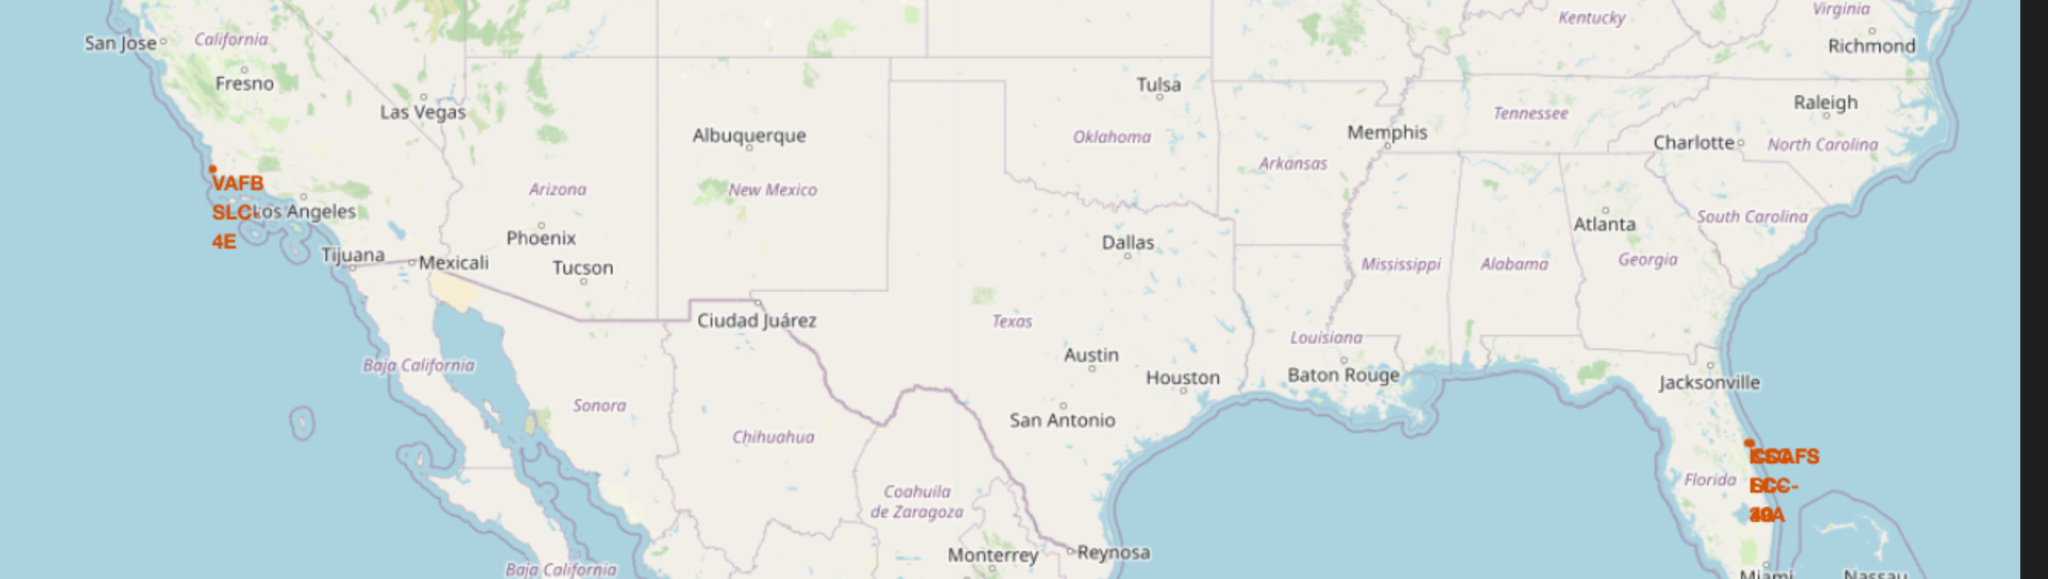 Kentucky
Virginia
San Jose
California
Richmond
Fresno
Tulsa
Las Vegas
Raleigh
Tennessee
Albuquerque
Oklahoma
Memphis
Charlotte
North Carolina
Arkansas
VAFB
SLC-
4E
Arizona
New Mexico
Los Angeles
South Carolina
Atlanta
Phoenix
Dallas
Tijuana
Mexicali
Tucson
Mississippi
Alabama
Georgia
Ciudad Juárez
Texas
Louisiana
Austin
Baja California
Houston
Baton Rouge
Jacksonville
Sonora
San Antonio
Chihuahua
Florida
Coahuila
de Zaragoza
Monterrey
Reynosa
Baja California
Miami
Nassau